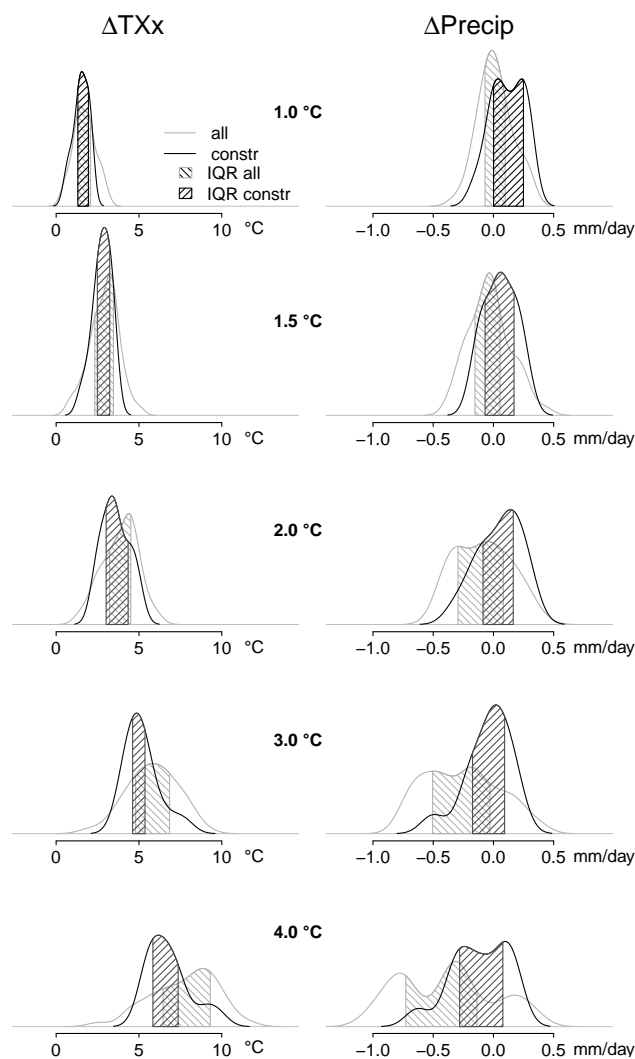 ΔTXx ΔPrecip
1.0 °C
all
constr
IQR all
IQR constr
0 5 10 °C −1.0 −0.5 0.0 0.5 mm/day
1.5 °C
0 5 10 °C −1.0 −0.5 0.0 0.5 mm/day
2.0 °C
0 5 10 °C −1.0 −0.5 0.0 0.5 mm/day
3.0 °C
0 5 10 °C −1.0 −0.5 0.0 0.5 mm/day
4.0 °C
0 5 10 °C −1.0 −0.5 0.0 0.5 mm/day